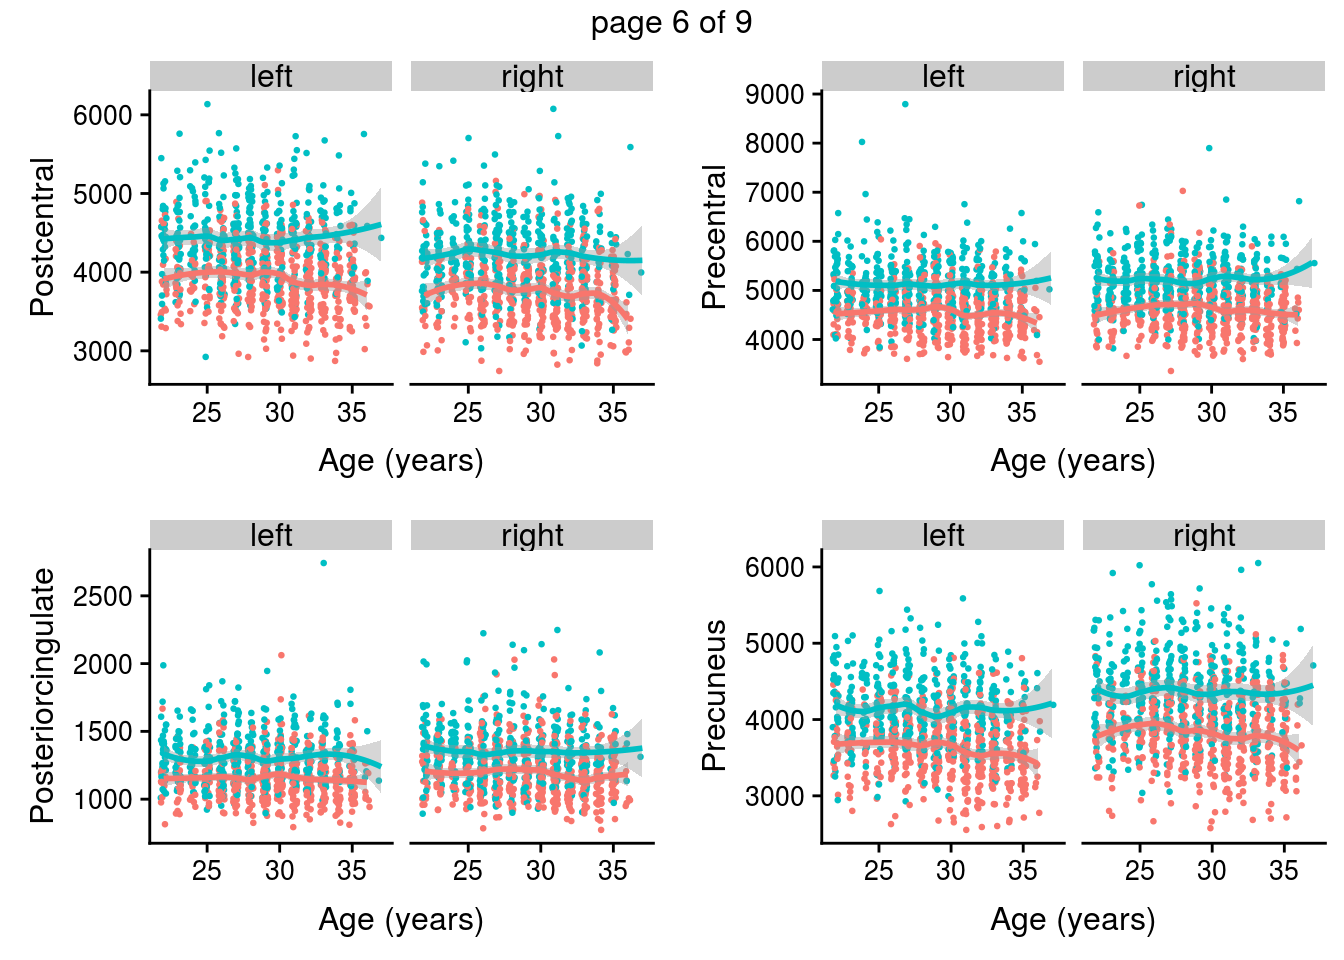 page 6 of 9
left right
Postcentral
6000
5000
4000
3000
25 30 35 25 30 35
Age (years)
left right
Precentral
9000
8000
7000
6000
5000
4000
25 30 35 25 30 35
Age (years)
left right
Posteriorcingulate
2500
2000
1500
1000
25 30 35 25 30 35
Age (years)
left right
Precuneus
6000
5000
4000
3000
25 30 35 25 30 35
Age (years)